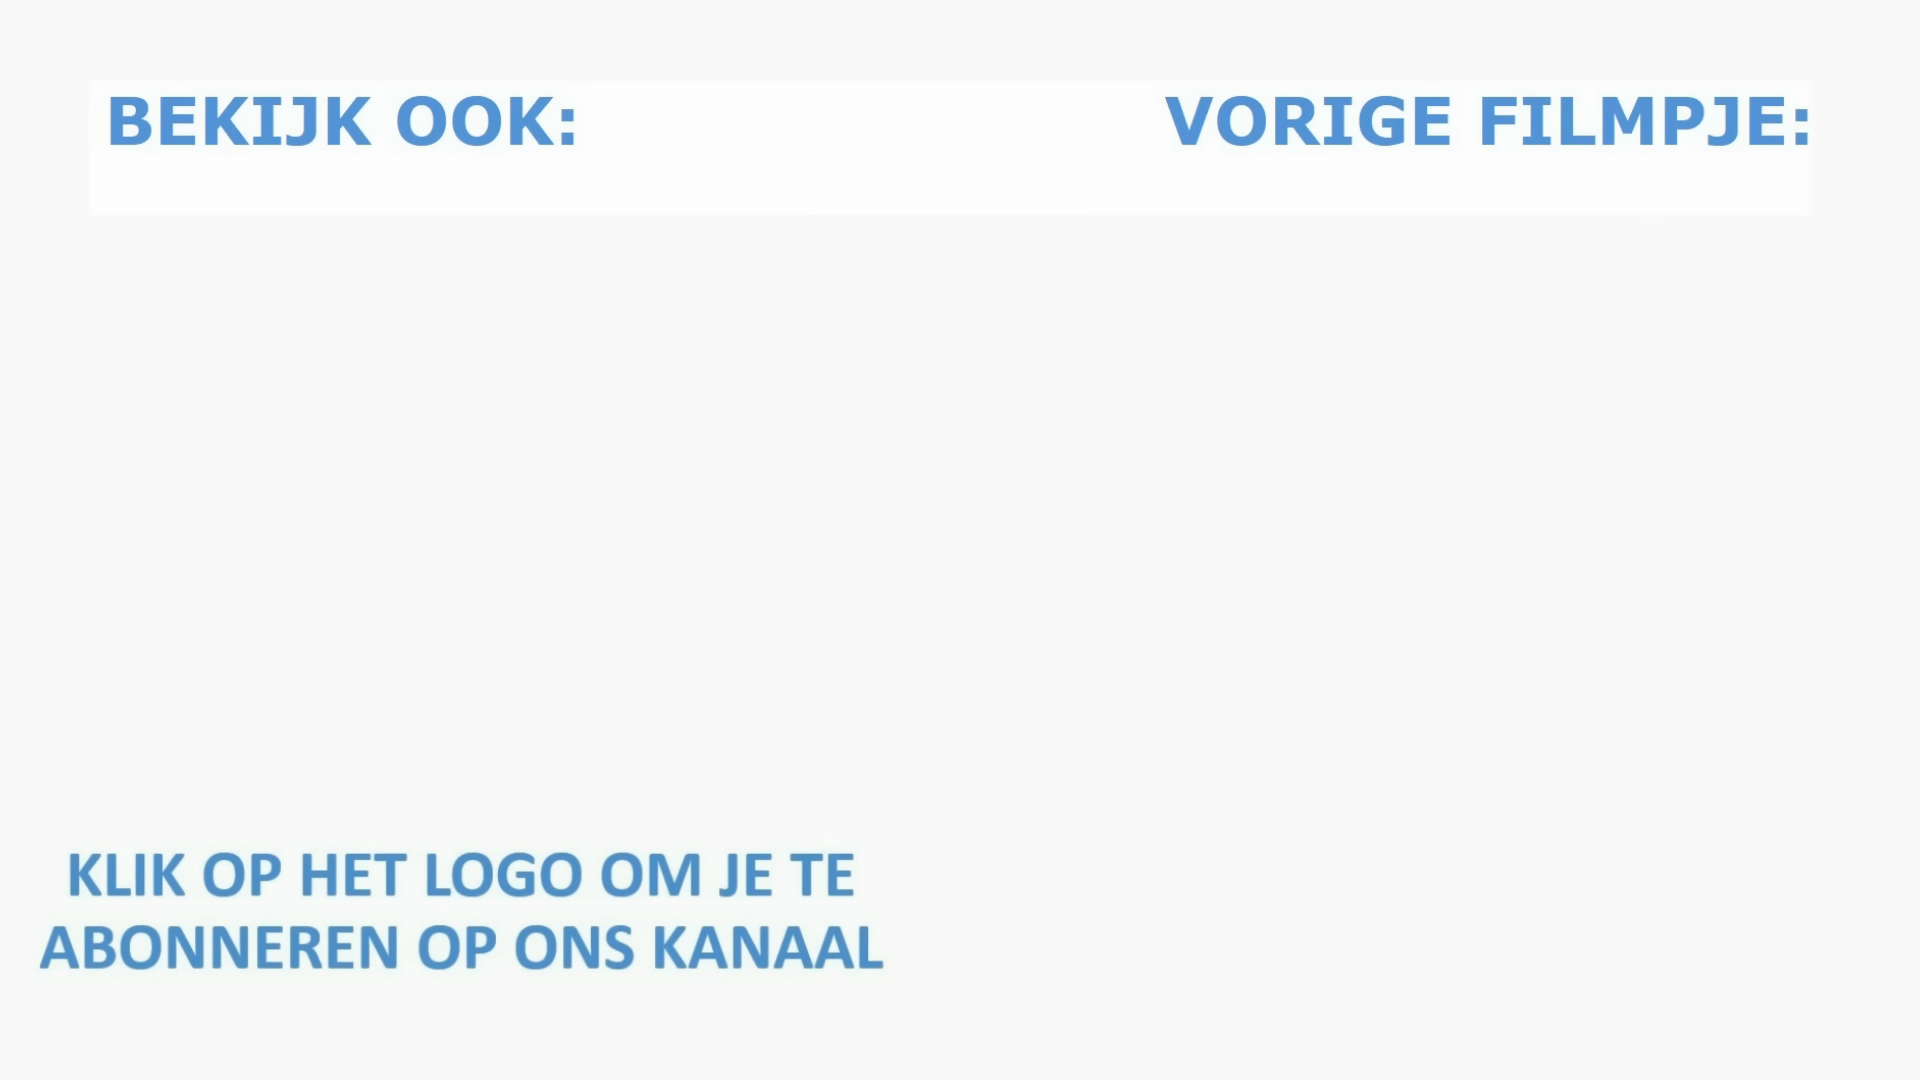 BEKIJK OOK:
VORIGE FILMPJE:
KLIK OP HET LOGO OM JE TE
ABONNEREN OP ONS KANAAL